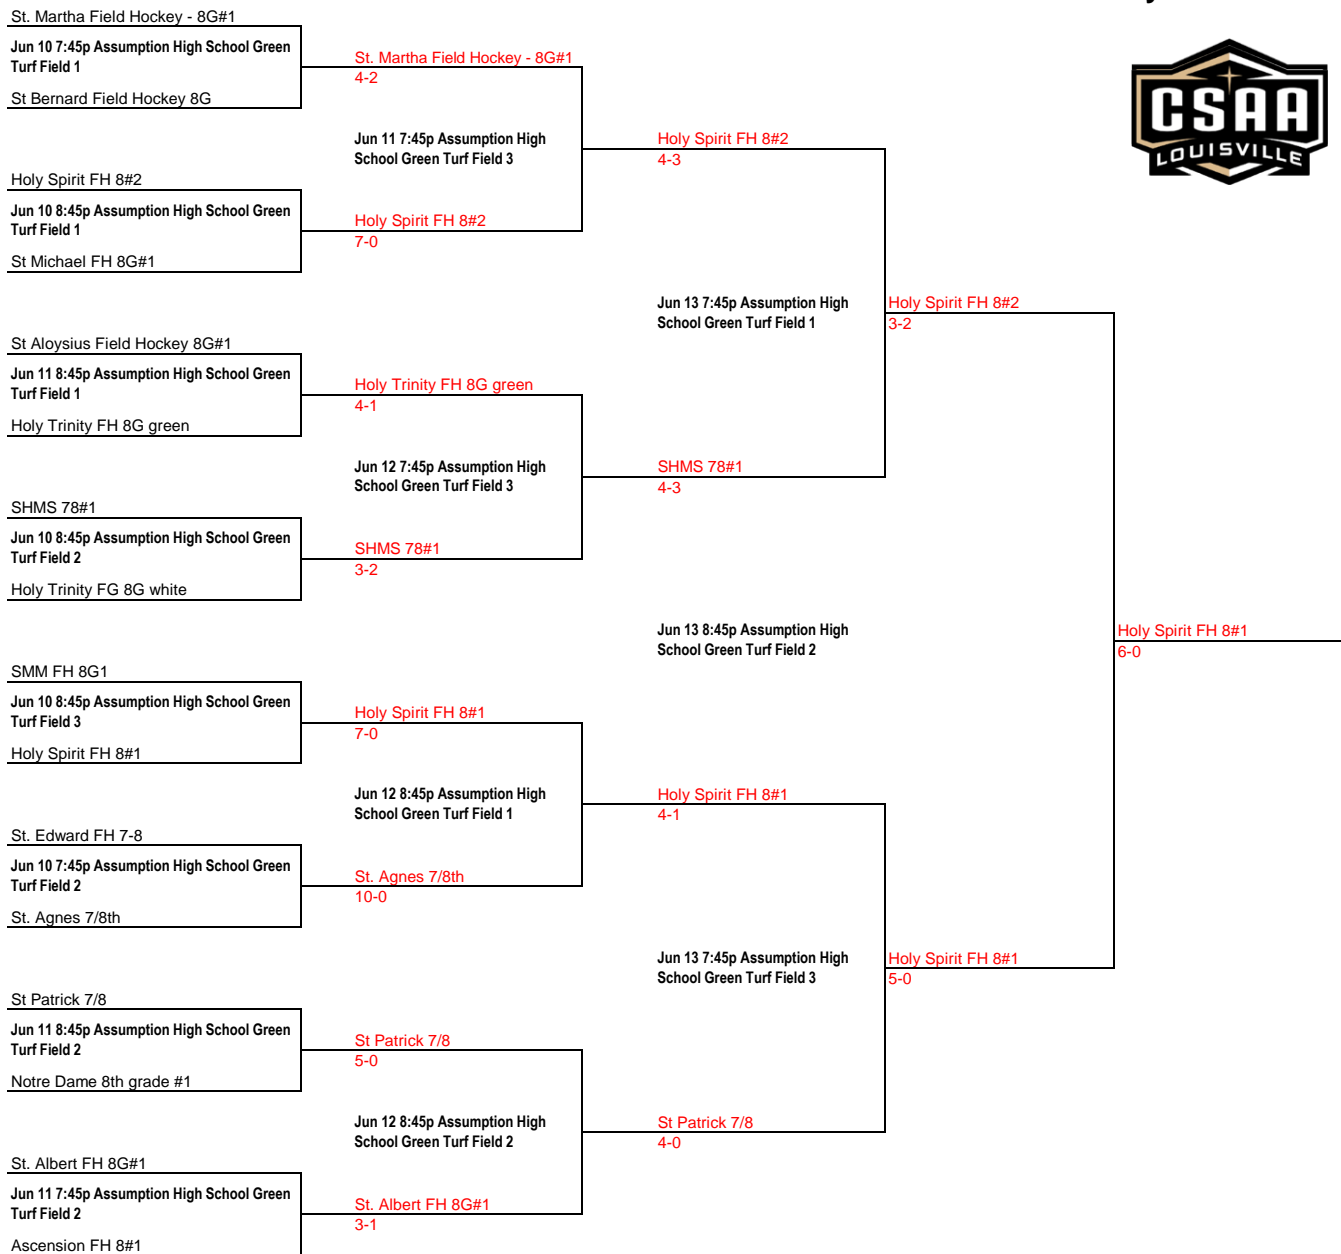 St. Martha Field Hockey - 8G#1
Jun 10 7:45p Assumption High School Green
Turf Field 1
St Bernard Field Hockey 8G
Holy Spirit FH 8#2
Jun 10 8:45p Assumption High School Green
Turf Field 1
St Michael FH 8G#1
St Aloysius Field Hockey 8G#1
Jun 11 8:45p Assumption High School Green
Turf Field 1
Holy Trinity FH 8G green
SHMS 78#1
Jun 10 8:45p Assumption High School Green
Turf Field 2
Holy Trinity FG 8G white
SMM FH 8G1
Jun 10 8:45p Assumption High School Green
Turf Field 3
Holy Spirit FH 8#1
St. Edward FH 7-8
Jun 10 7:45p Assumption High School Green
Turf Field 2
St. Agnes 7/8th
St Patrick 7/8
Jun 11 8:45p Assumption High School Green
Turf Field 2
Notre Dame 8th grade #1
St. Albert FH 8G#1
Jun 11 7:45p Assumption High School Green
Turf Field 2
Ascension FH 8#1
St. Martha Field Hockey - 8G#1
4-2
Jun 11 7:45p Assumption High
School Green Turf Field 3
Holy Spirit FH 8#2
7-0
Holy Trinity FH 8G green
4-1
Jun 12 7:45p Assumption High
School Green Turf Field 3
SHMS 78#1
3-2
Holy Spirit FH 8#1
7-0
Jun 12 8:45p Assumption High
School Green Turf Field 1
St. Agnes 7/8th
10-0
St Patrick 7/8
5-0
Jun 12 8:45p Assumption High
School Green Turf Field 2
St. Albert FH 8G#1
3-1
Holy Spirit FH 8#2
4-3
Jun 13 7:45p Assumption High
School Green Turf Field 1
SHMS 78#1
4-3
Jun 13 8:45p Assumption High
School Green Turf Field 2
Holy Spirit FH 8#1
4-1
Jun 13 7:45p Assumption High
School Green Turf Field 3
St Patrick 7/8
4-0
Holy Spirit FH 8#2
3-2
Holy Spirit FH 8#1
5-0
Holy Spirit FH 8#1
6-0
CSAA
LOUISVILLE